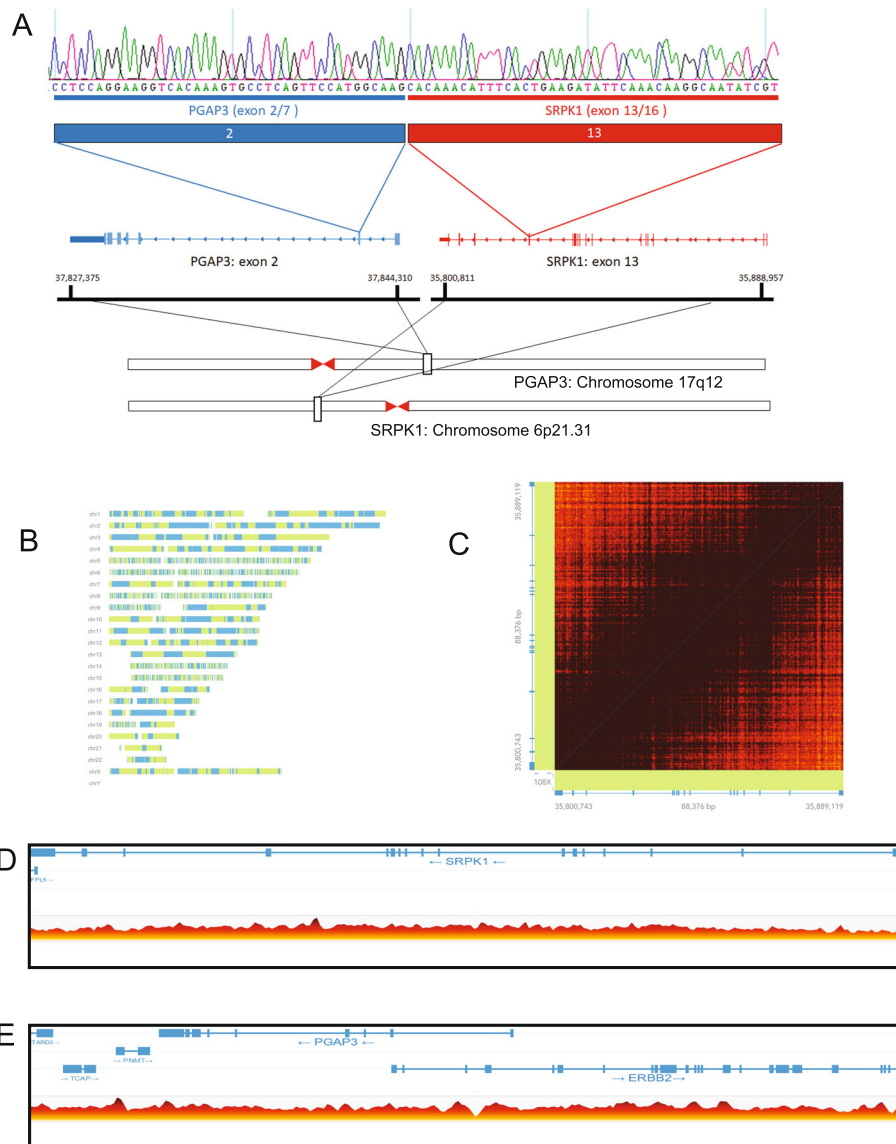 A
CCTCCAGGAAGGTCACAAAGTGCCTCAGTTCCATGGCAAGCACAAACATTTCACTGAAGATATTCAAACAAGGCAATATCGT
PGAP3 (exon 2/7 ) SRPK1 (exon 13/16 )
2 13
PGAP3: exon 2 SRPK1: exon 13
37,827,375 37,844,310 35,800,811 35,888,957
PGAP3: Chromosome 17q12
SRPK1: Chromosome 6p21.31
B
chr1
chr2
chr3
chr4
chr5
chr6
chr7
chr8
chr9
chr10
chr11
chr12
chr13
chr14
chr15
chr16
chr17
chr18
chr19
chr20
chr21
chr22
chrX
chrY
C
35,889,119
88,376 bp
35,800,743
108X
35,800,743 88,376 bp 35,889,119
D
← SRPK1 ←
FPL5→
E
TARD3→
← PGAP3 ←
→ PNMT→
→ TCAP→
→ ERBB2→